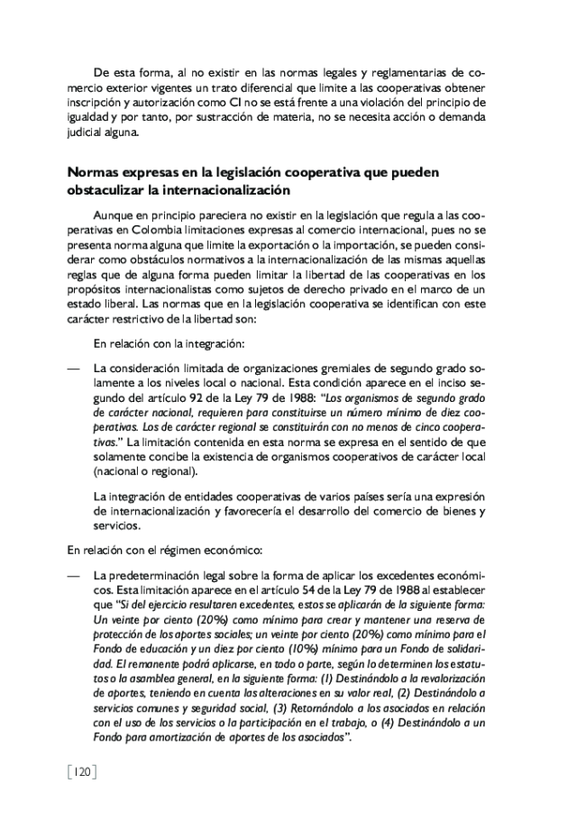 De esta forma, al no existir en las normas legales y reglamentarias de co-
mercio exterior vigentes un trato diferencial que limite a las cooperativas obtener
inscripción y autorización como CI no se está frente a una violación del principio de
igualdad y por tanto, por sustracción de materia, no se necesita acción o demanda
judicial alguna.
Normas expresas en la legislación cooperativa que pueden
obstaculizar la internacionalización
Aunque en principio pareciera no existir en la legislación que regula a las coo-
perativas en Colombia limitaciones expresas al comercio internacional, pues no se
presenta norma alguna que limite la exportación o la importación, se pueden consi-
derar como obstáculos normativos a la internacionalización de las mismas aquellas
reglas que de alguna forma pueden limitar la libertad de las cooperativas en los
propósitos internacionalistas como sujetos de derecho privado en el marco de un
estado liberal. Las normas que en la legislación cooperativa se identifican con este
carácter restrictivo de la libertad son:
En relación con la integración:
— La consideración limitada de organizaciones gremiales de segundo grado so-
lamente a los niveles local o nacional. Esta condición aparece en el inciso se-
gundo del artículo 92 de la Ley 79 de 1988: “Los organismos de segundo grado
de carácter nacional, requieren para constituirse un número mínimo de diez coo-
perativas. Los de carácter regional se constituirán con no menos de cinco coopera-
tivas.” La limitación contenida en esta norma se expresa en el sentido de que
solamente concibe la existencia de organismos cooperativos de carácter local
(nacional o regional).
La integración de entidades cooperativas de varios países sería una expresión
de internacionalización y favorecería el desarrollo del comercio de bienes y
servicios.
En relación con el régimen económico:
— La predeterminación legal sobre la forma de aplicar los excedentes económi-
cos. Esta limitación aparece en el artículo 54 de la Ley 79 de 1988 al establecer
que “Si del ejercicio resultaren excedentes, estos se aplicarán de la siguiente forma:
Un veinte por ciento (20%) como mínimo para crear y mantener una reserva de
protección de los aportes sociales; un veinte por ciento (20%) como mínimo para el
Fondo de educación y un diez por ciento (10%) mínimo para un Fondo de solidari-
dad. El remanente podrá aplicarse, en todo o parte, según lo determinen los estatu-
tos o la asamblea general, en la siguiente forma: (1) Destinándolo a la revalorización
de aportes, teniendo en cuenta las alteraciones en su valor real, (2) Destinándolo a
servicios comunes y seguridad social, (3) Retornándolo a los asociados en relación
con el uso de los servicios o la participación en el trabajo, o (4) Destinándolo a un
Fondo para amortización de aportes de los asociados”.
[120]